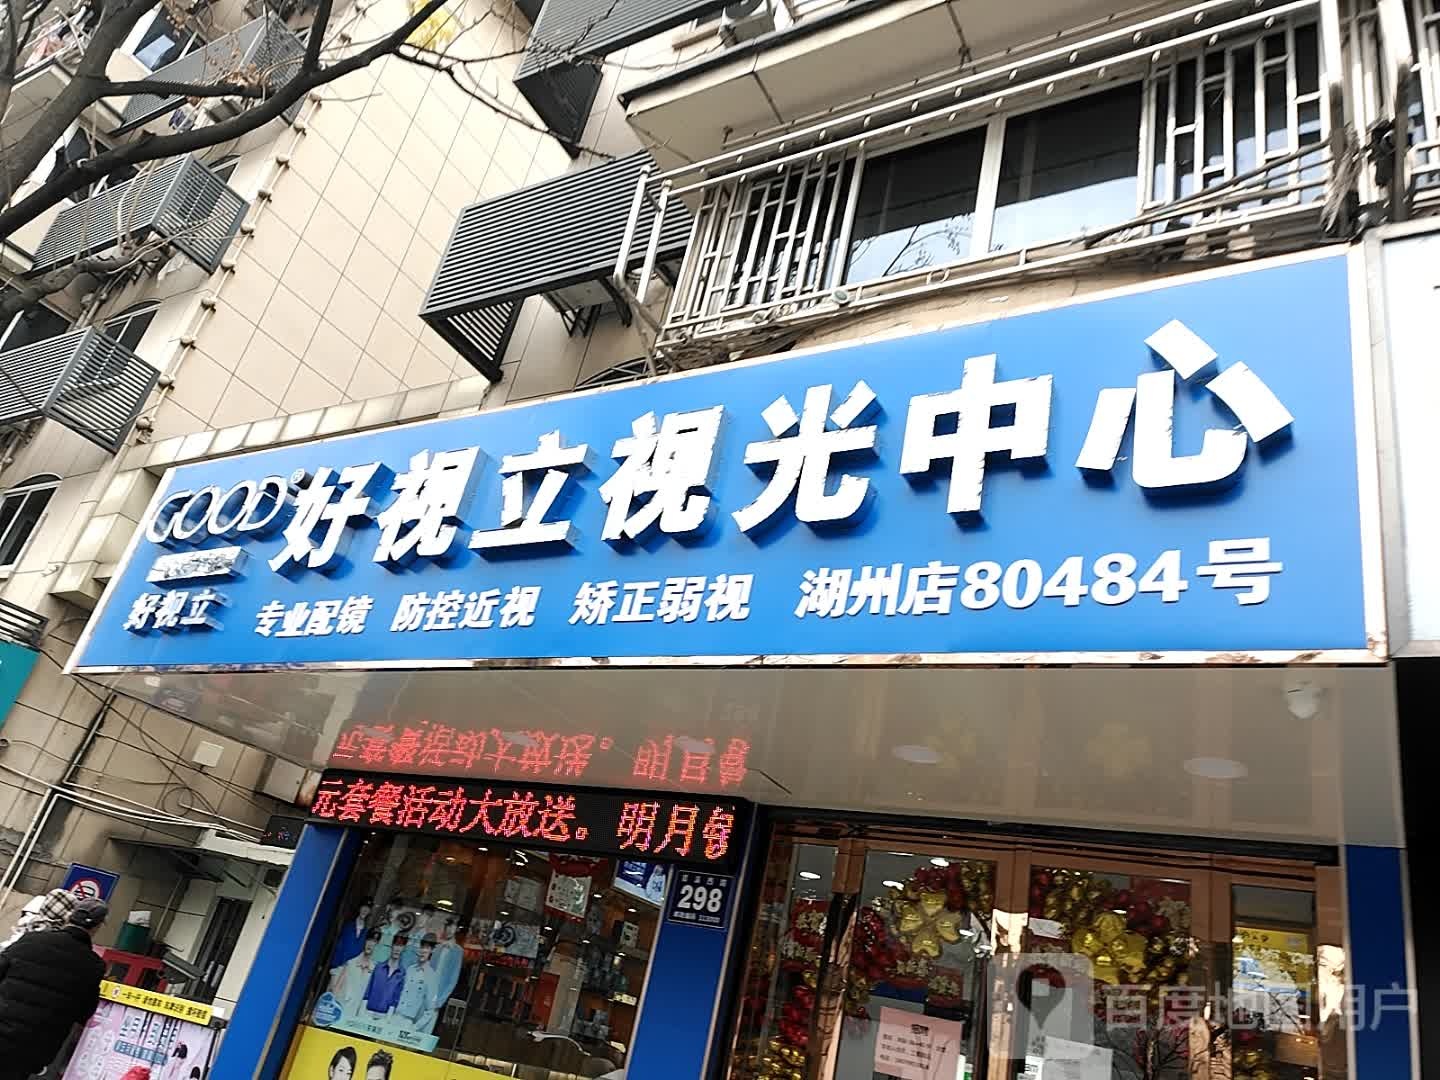 GOOD® 好视立视光中心
好视立 专业配镜 防控近视 矫正弱视 湖州店80484号
元套餐活动大放送。明月镜
298
百度地图用户